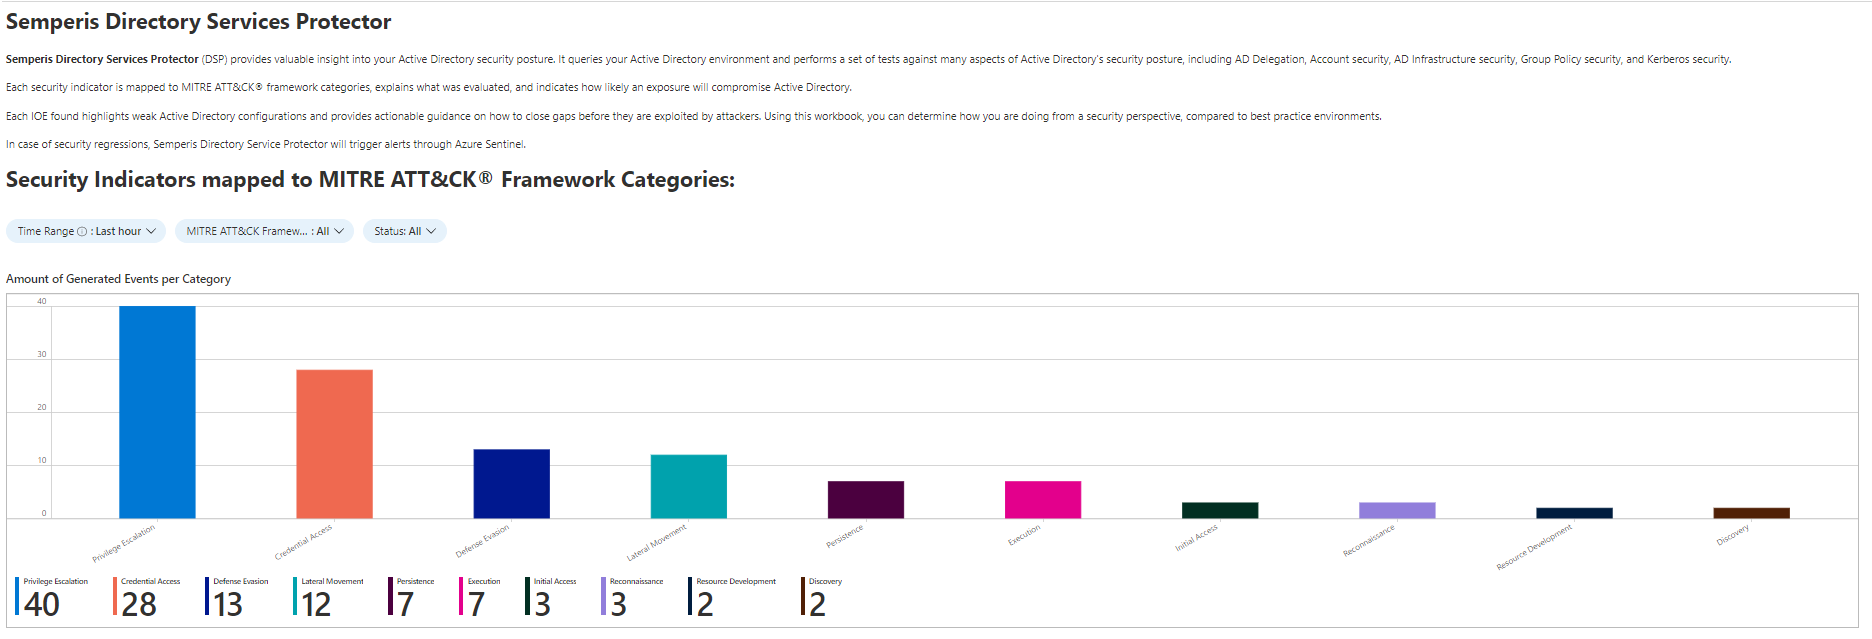 Semperis Directory Services Protector
Semperis Directory Services Protector (DSP) provides valuable insight into your Active Directory security posture. It queries your Active Directory environment and performs a set of tests against many aspects of Active Directory's security posture, including AD Delegation, Account security, AD Infrastructure security, Group Policy security, and Kerberos security.
Each security indicator is mapped to MITRE ATT&CK® framework categories, explains what was evaluated, and indicates how likely an exposure will compromise Active Directory.
Each IOE found highlights weak Active Directory configurations and provides actionable guidance on how to close gaps before they are exploited by attackers. Using this workbook, you can determine how you are doing from a security perspective, compared to best practice environments.
In case of security regressions, Semperis Directory Service Protector will trigger alerts through Azure Sentinel.
Security Indicators mapped to MITRE ATT&CK® Framework Categories:
Time Range : Last hour MITRE ATT&CK Framew... : All Status: All
Amount of Generated Events per Category
40
30
20
10
0
Privilege Escalation Credential Access Defense Evasion Lateral Movement Persistence Execution Initial Access Reconnaissance Resource Development Discovery
Privilege Escalation Credential Access Defense Evasion Lateral Movement Persistence Execution Initial Access Reconnaissance Resource Development Discovery
40 28 13 12 7 7 3 3 2 2